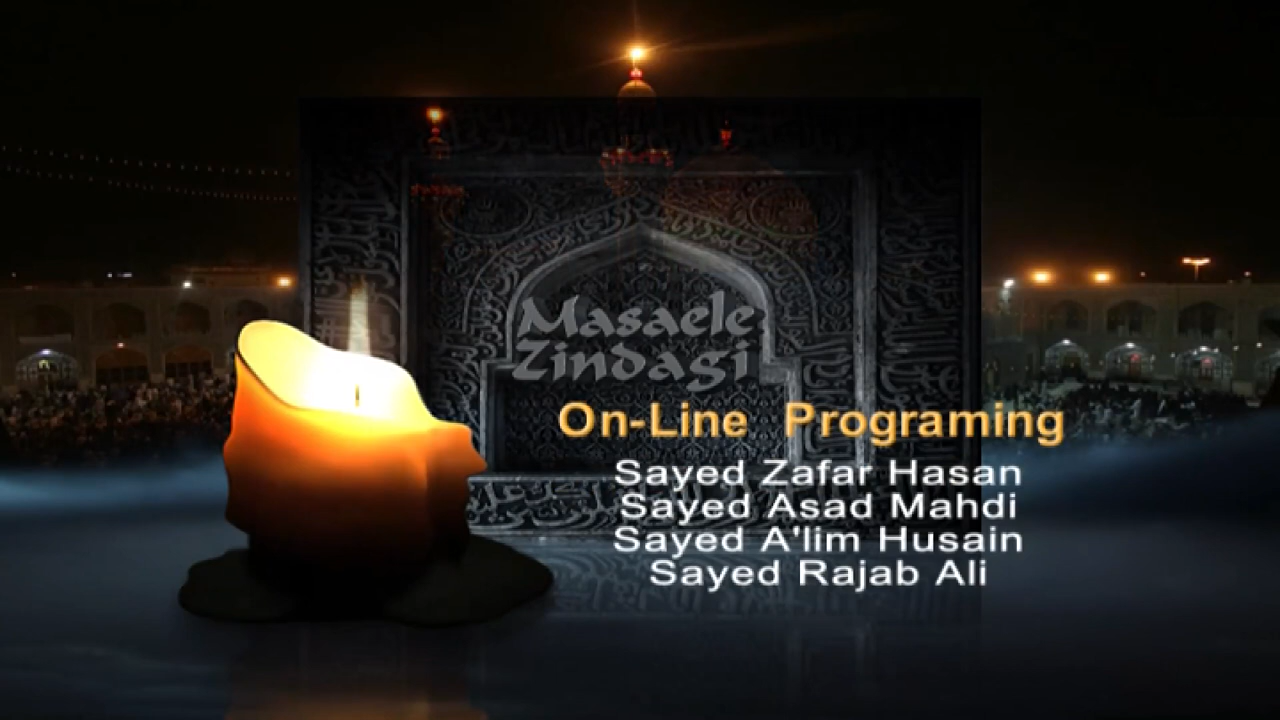 Masaele
Zindagi
On-Line Programing
Sayed Zafar Hasan
Sayed Asad Mahdi
Sayed A'lim Husain
Sayed Rajab Ali